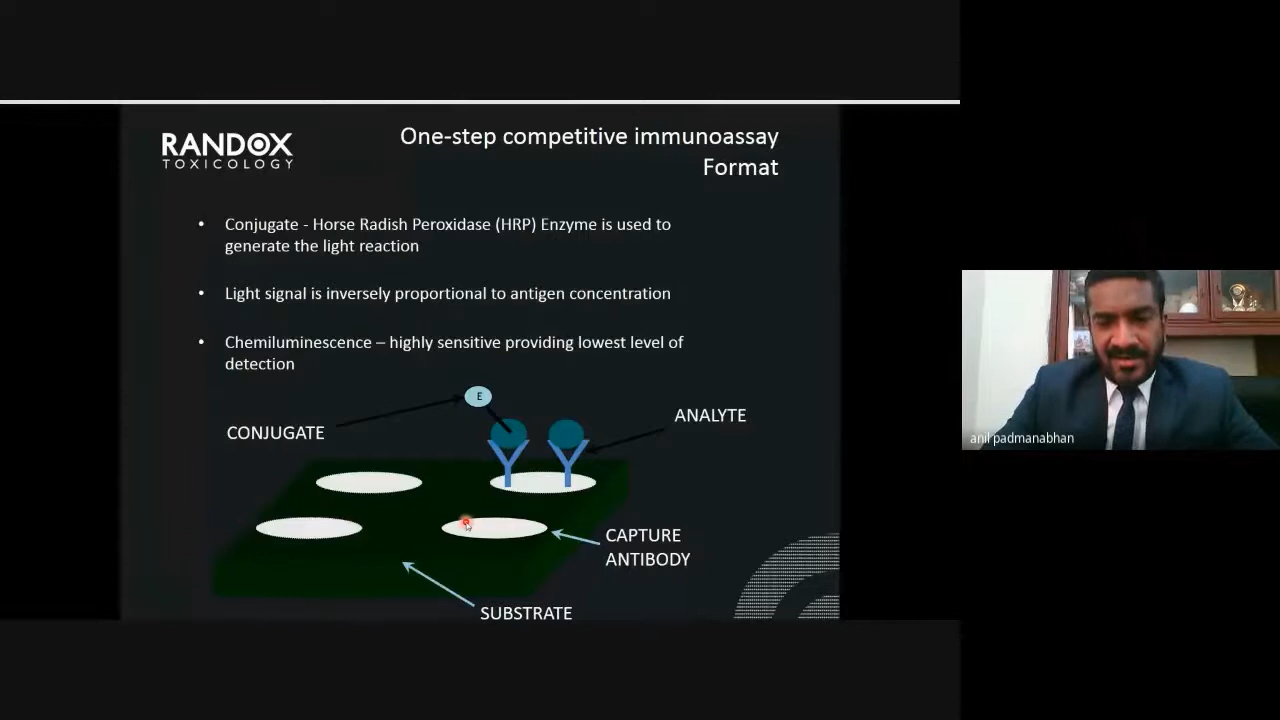 RANDOX
TOXICOLOGY
One-step competitive immunoassay
Format
• Conjugate - Horse Radish Peroxidase (HRP) Enzyme is used to
generate the light reaction
• Light signal is inversely proportional to antigen concentration
• Chemiluminescence – highly sensitive providing lowest level of
detection
E
CONJUGATE
ANALYTE
CAPTURE
ANTIBODY
SUBSTRATE
anil padmanabhan